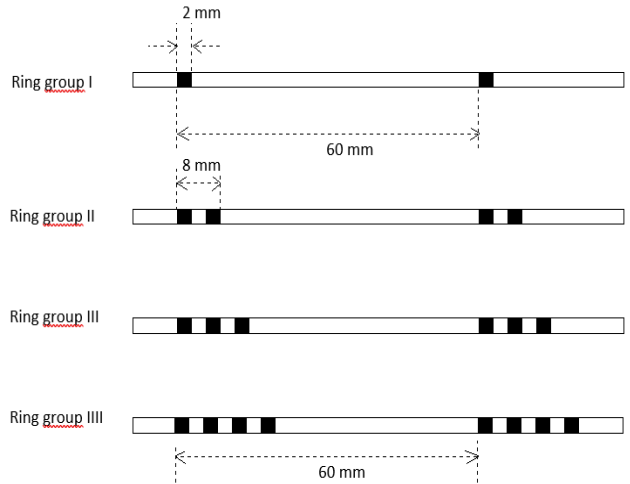 2 mm
Ring group I
60 mm
8 mm
Ring group II
Ring group III
Ring group IIII
60 mm